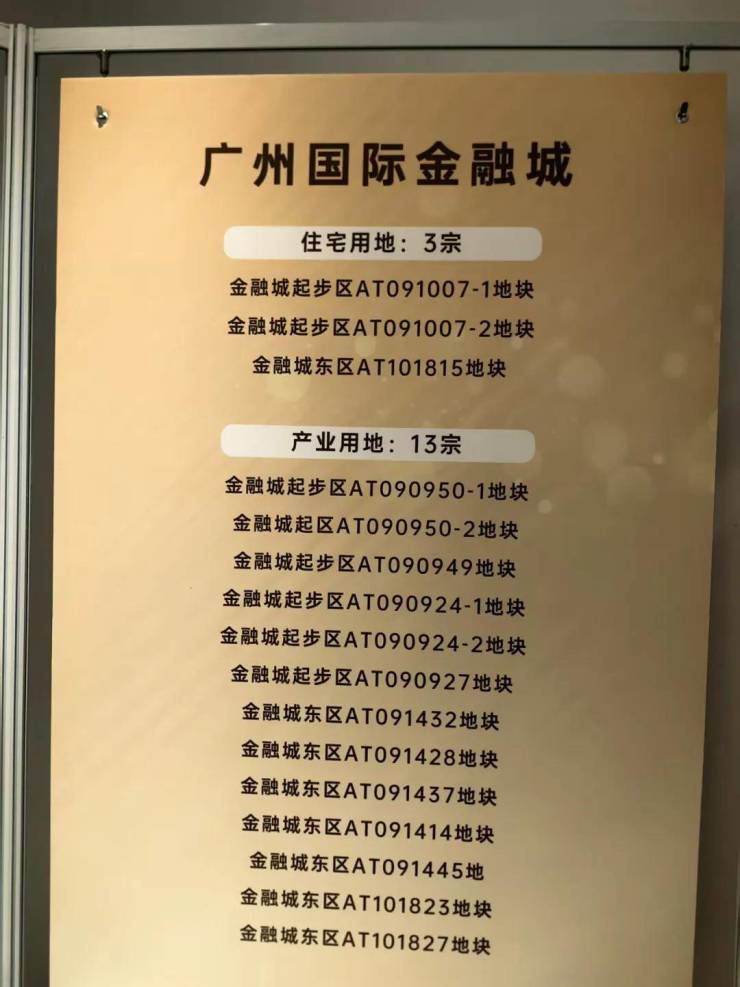 广州国际金融城
住宅用地：3宗
金融城起步区AT091007-1地块
金融城起步区AT091007-2地块
金融城东区AT101815地块
产业用地：13宗
金融城起步区AT090950-1地块
金融城起区AT090950-2地块
金融城起步区AT090949地块
金融城起步区AT090924-1地块
金融城起步区AT090924-2地块
金融城起步区AT090927地块
金融城东区AT091432地块
金融城东区AT091428地块
金融城东区AT091437地块
金融城东区AT091414地块
金融城东区AT091445地
金融城东区AT101823地块
金融城东区AT101827地块